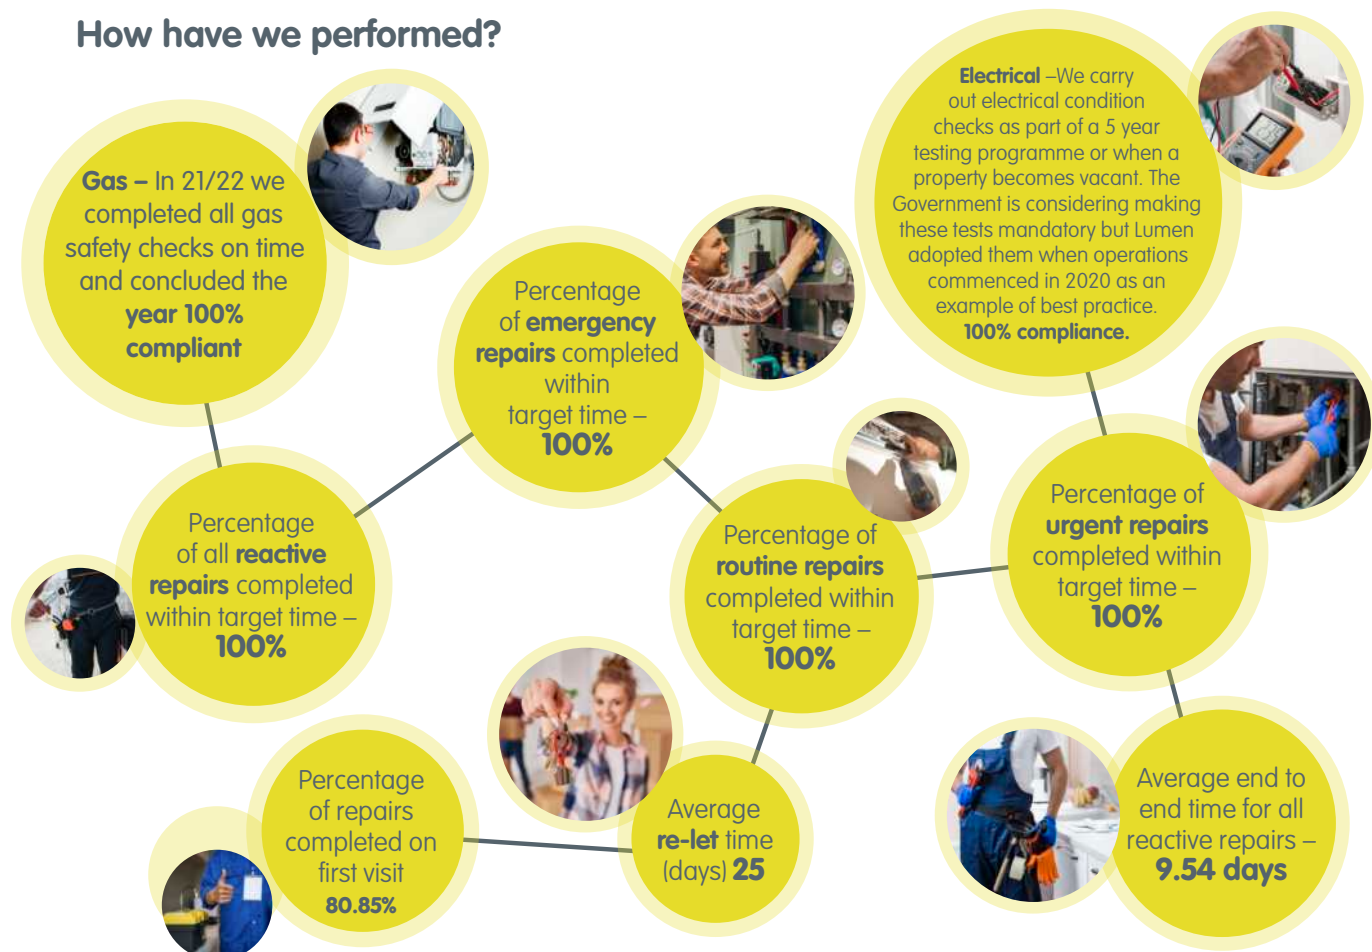 How have we performed?
Gas – In 21/22 we
completed all gas
safety checks on time
and concluded the
year 100%
compliant
Percentage
of emergency
repairs completed
within
target time –
100%
Electrical –We carry
out electrical condition
checks as part of a 5 year
testing programme or when a
property becomes vacant. The
Government is considering making
these tests mandatory but Lumen
adopted them when operations
commenced in 2020 as an
example of best practice.
100% compliance.
Percentage
of all reactive
repairs completed
within target time –
100%
Percentage of
routine repairs
completed within
target time –
100%
Percentage of
urgent repairs
completed within
target time –
100%
Percentage
of repairs
completed on
first visit
80.85%
Average
re-let time
(days) 25
Average end to
end time for all
reactive repairs –
9.54 days